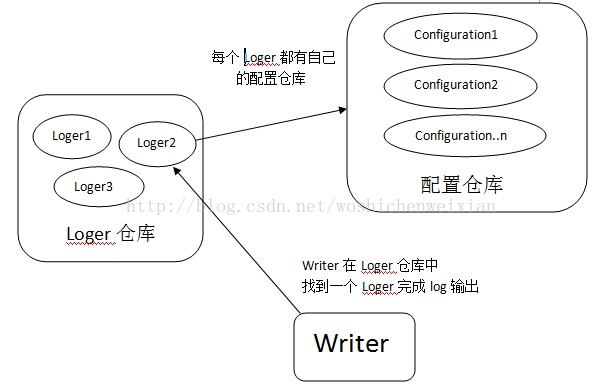 Configuration1
每个 Loger 都有自己
的配置仓库
Configuration2
Loger1
Loger2
Configuration..n
Loger3
配置仓库
http://blog.csdn.net/woshichenweixian
Loger 仓库
Writer 在 Loger 仓库中
找到一个 Loger 完成 log 输出
Writer